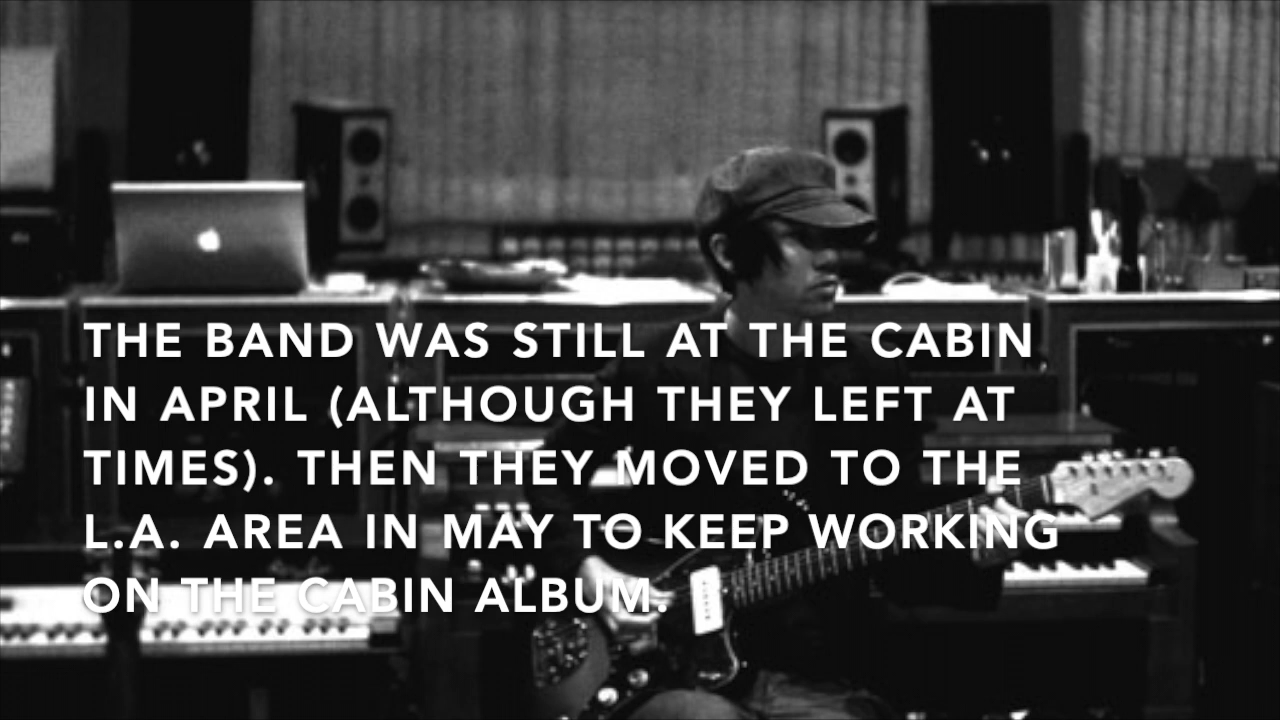 THE BAND WAS STILL AT THE CABIN
IN APRIL (ALTHOUGH THEY LEFT AT
TIMES). THEN THEY MOVED TO THE
L.A. AREA IN MAY TO KEEP WORKING
ON THE CABIN ALBUM.